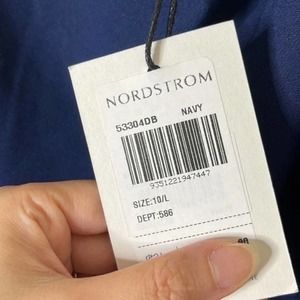 NORDSTROM
53304DB NAVY
9351221947447
SIZE:10/L
DEPT:586